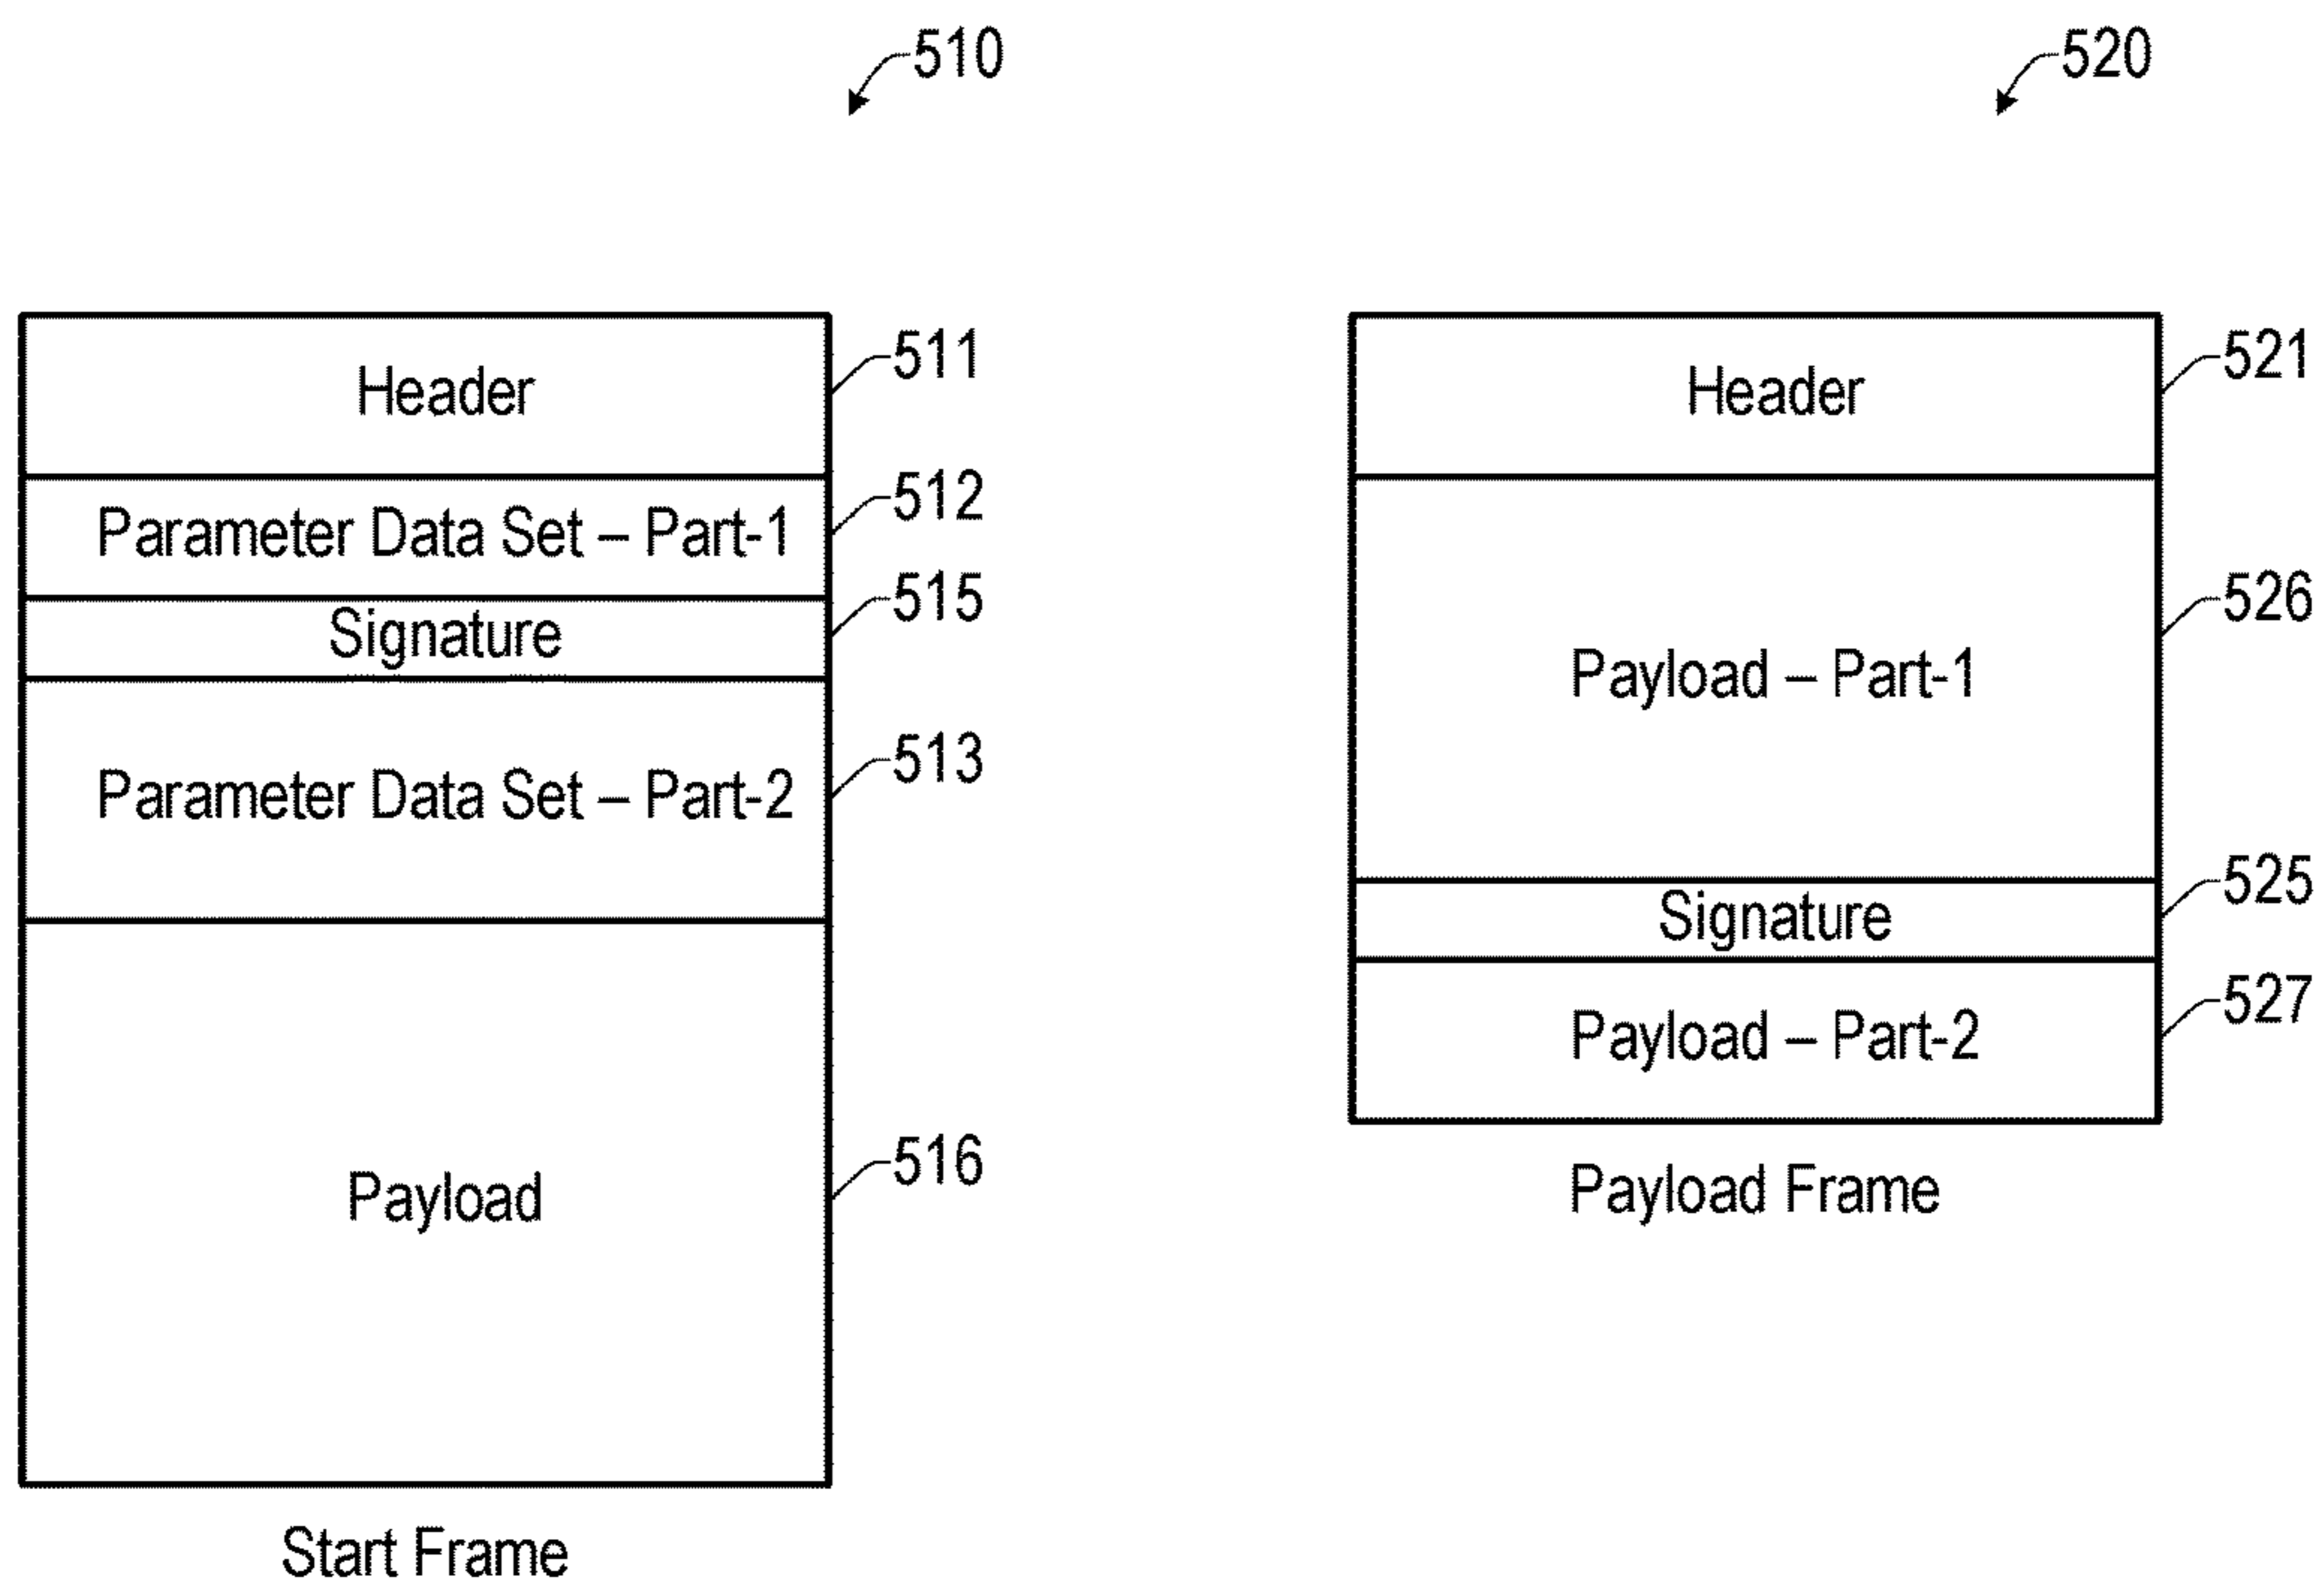 510
Header
511
Parameter Data Set – Part-1
512
Signature
515
Parameter Data Set – Part-2
513
Payload
516
Start Frame
520
Header
521
Payload – Part-1
526
Signature
525
Payload – Part-2
527
Payload Frame